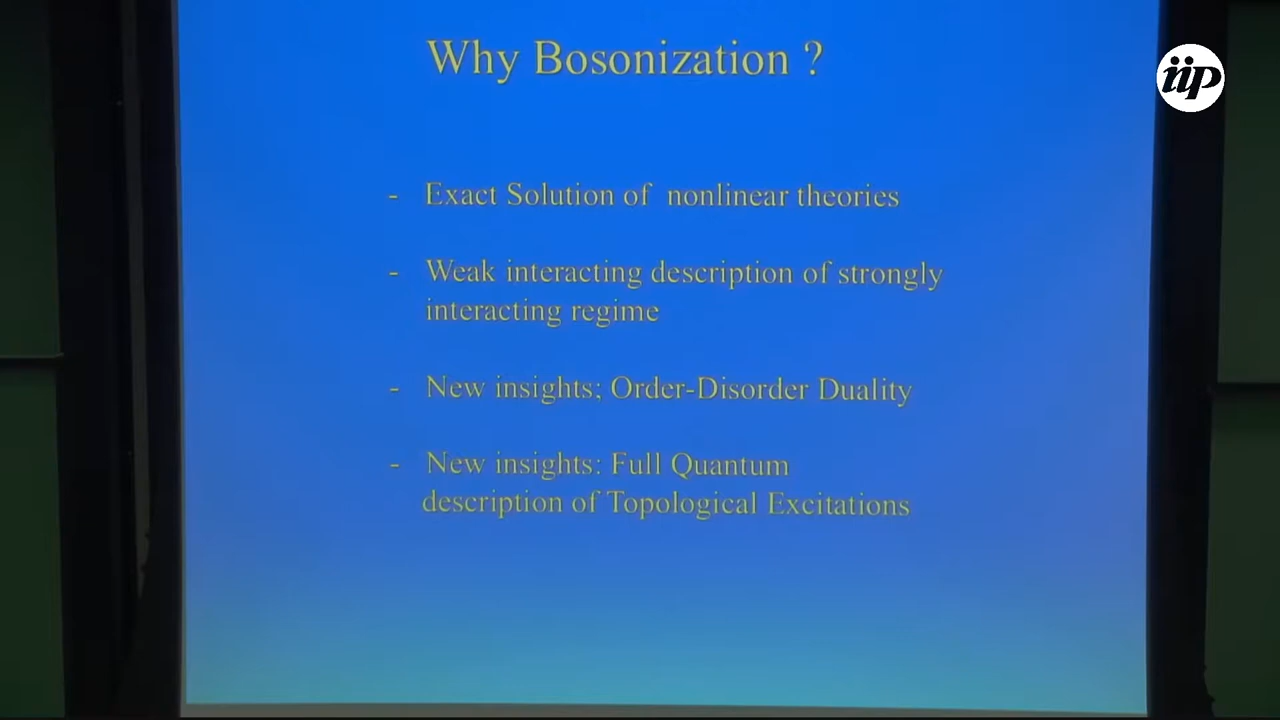 Why Bosonization ?
iip
- Exact Solution of nonlinear theories
- Weak interacting description of strongly
interacting regime
- New insights; Order-Disorder Duality
- New insights: Full Quantum
description of Topological Excitations